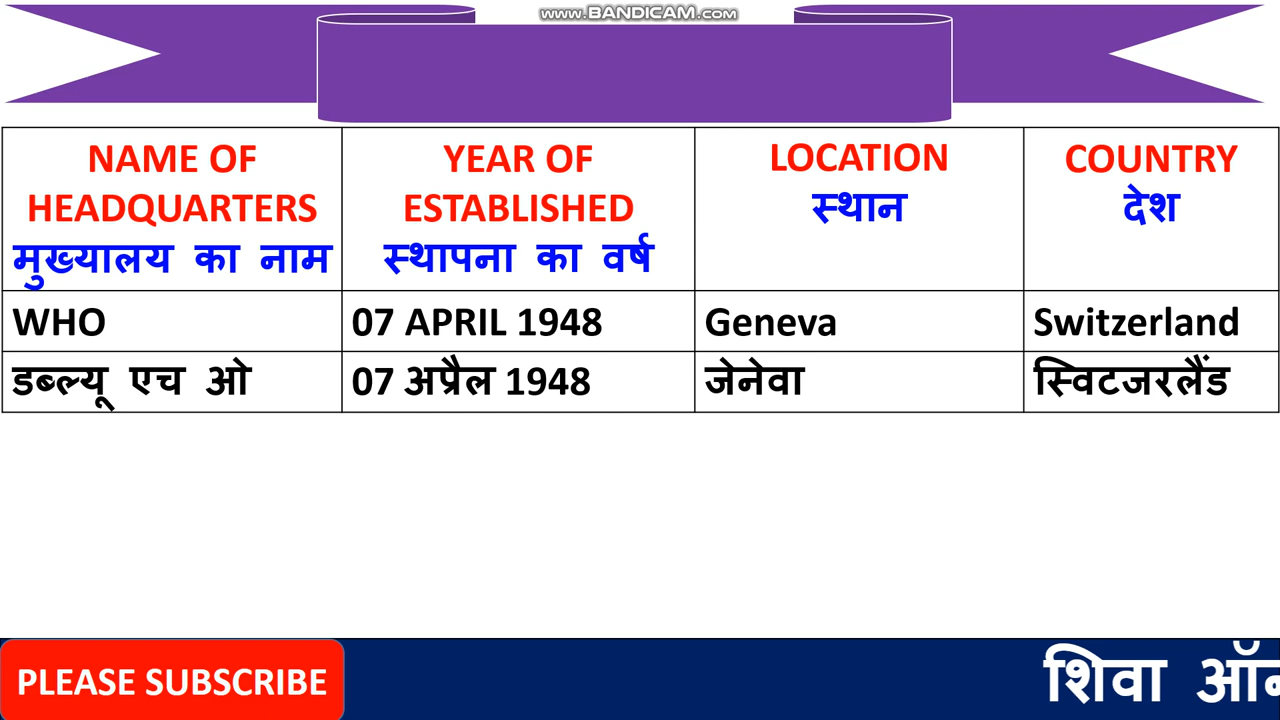 www.BANDICAM.com
NAME OF HEADQUARTERS मुख्यालय का नाम
YEAR OF ESTABLISHED स्थापना का वर्ष
LOCATION स्थान
COUNTRY देश
WHO 07 APRIL 1948 Geneva Switzerland
डब्ल्यू एच ओ 07 अप्रैल 1948 जेनेवा स्विटजरलैंड
PLEASE SUBSCRIBE
शिवा